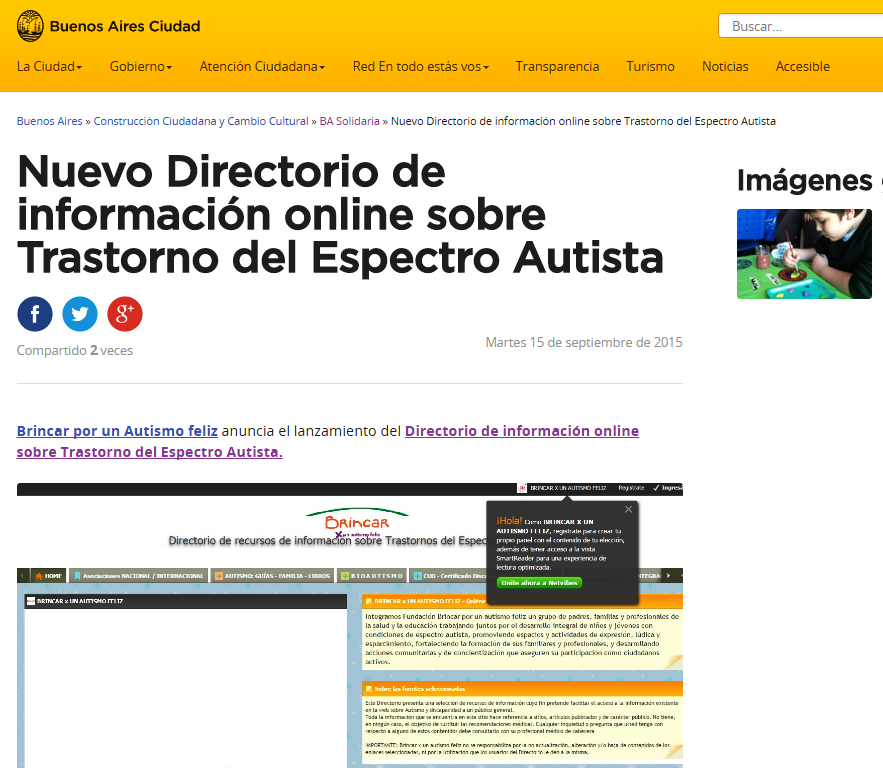 Buenos Aires Ciudad
Buscar...
La Ciudad
Gobierno
Atención Ciudadana
Red En todo estás vos
Transparencia
Turismo
Noticias
Accesible
Buenos Aires » Construcción Ciudadana y Cambio Cultural » BA Solidaria » Nuevo Directorio de información online sobre Trastorno del Espectro Autista
Nuevo Directorio de
información online sobre
Trastorno del Espectro Autista
Imágenes
f
g+
Compartido 2 veces
Martes 15 de septiembre de 2015
Brincar por un Autismo feliz anuncia el lanzamiento del Directorio de información online
sobre Trastorno del Espectro Autista.
BRINCAR X UN AUTISMO FELIZ
Registrate
Ingres
BRINCAR
x un autismo feliz
Directorio de recursos de información sobre Trastornos del Espec
¡Hola! Como BRINCAR X UN
AUTISMO FELIZ, registrate para crear tu
propio panel con el contenido de tu elección,
además de tener acceso a la vista
SmartReader para una experiencia de
lectura optimizada.
Unite ahora a Netvibes
HOME
Asociaciones NACIONAL / INTERNACIONAL
AUTISMO: GUÍAS - FAMILIA - LIBROS
B I O A U T I S M O
CUD - Certificado Disca
BRINCAR x UN AUTISMO FELIZ
BRINCAR x UN AUTISMO FELIZ - Quiéne
Integramos Fundación Brincar por un autismo feliz un grupo de padres, familias y profesionales de
la salud y la educación trabajando juntos por el desarrollo integral de niños y jóvenes con
condiciones de espectro autista, promoviendo espacios y actividades de expresión, lúdica y
esparcimiento, fortaleciendo la formación de sus familiares y profesionales, y desarrollando
acciones comunitarias y de concientización que aseguren su participación como ciudadanos
activos.
Sobre las fuentes seleccionadas
Este Directorio presenta una selección de recursos de información cuyo fin pretende facilitar el acceso a la información existente
en la web sobre Autismo y discapacidad a un público general.
Toda la información que se encuentra en este sitio hace referencia a sitios, artículos publicados y de carácter público. No tiene,
en ningún caso, el objetivo de sustituir las recomendaciones médicas. Cualquier inquietud o pregunta que usted tenga con
respecto a alguno de estos contenidos debe consultarlo con su profesional médico de cabecera
IMPORTANTE: Brincar x un autismo feliz no se responsabiliza por la no actualización, alteración y/o baja de contenidos de los
enlaces seleccionados, ni por la utilización que los usuarios del Directorio le den a la misma.